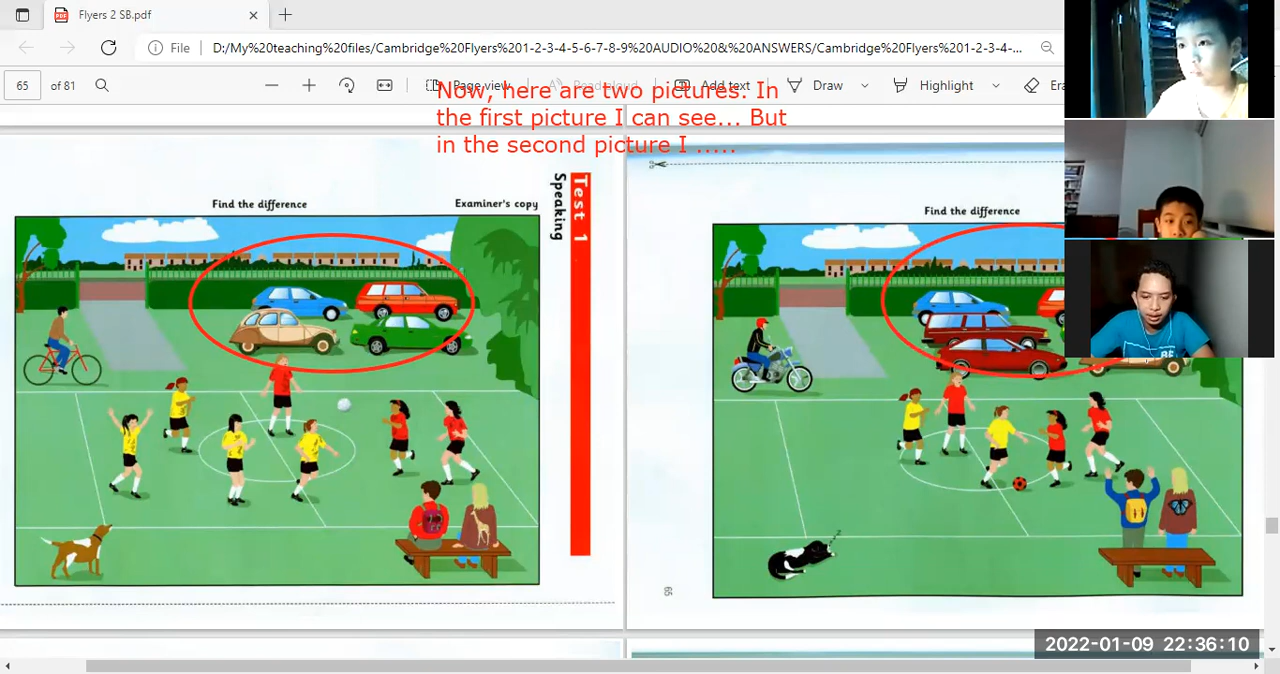 Flyers 2 SB.pdf
File
D:/My%20teaching%20files/Cambridge%20Flyers%201-2-3-4-5-6-7-8-9%20AUDIO%20&%20ANSWERS/Cambridge%20Flyers%201-2-3-4-...
65 of 81
Page view
Read aloud
Add text
Draw
Highlight
Era
Now, here are two pictures. In
the first picture I can see... But
in the second picture I .....
Find the difference
Examiner's copy
Test 1
Speaking
Find the difference
65
BE
2022-01-09 22:36:10